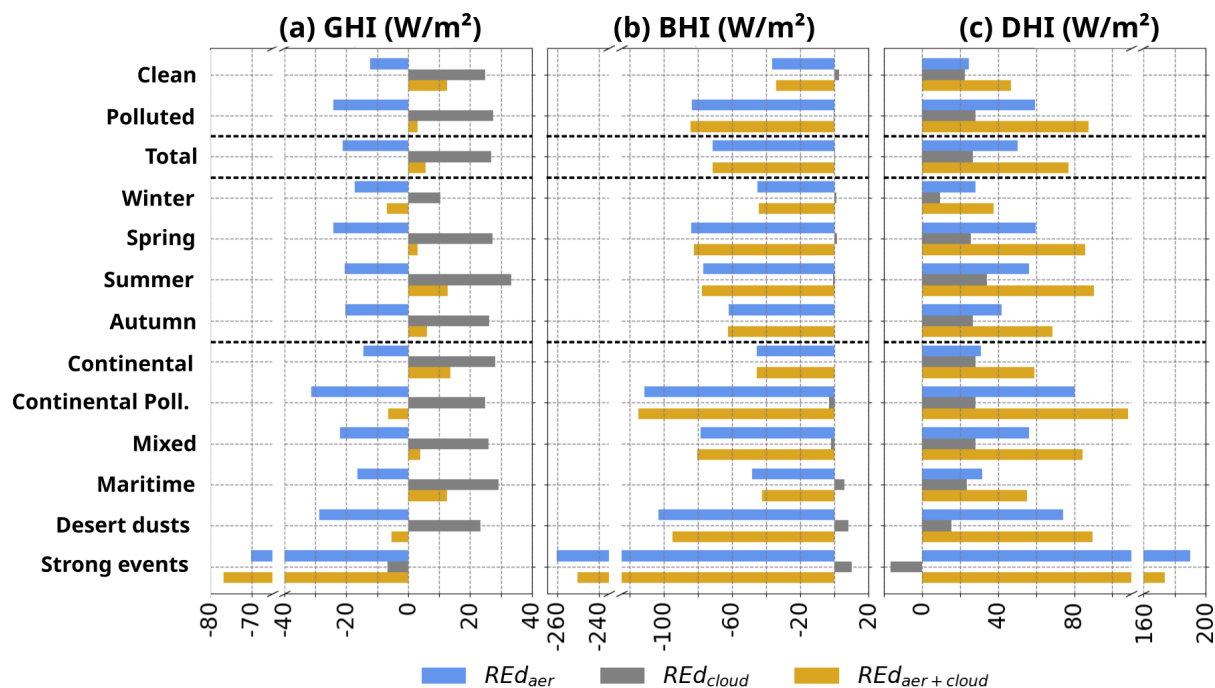 (a) GHI (W/m²) (b) BHI (W/m²) (c) DHI (W/m²)
Clean
Polluted
Total
Winter
Spring
Summer
Autumn
Continental
Continental Poll.
Mixed
Maritime
Desert dusts
Strong events
-80 -70 -40 -20 0 20 40 -260 -240 -100 -60 -20 20 0 40 80 160 200
REd_aer REd_cloud REd_aer+cloud